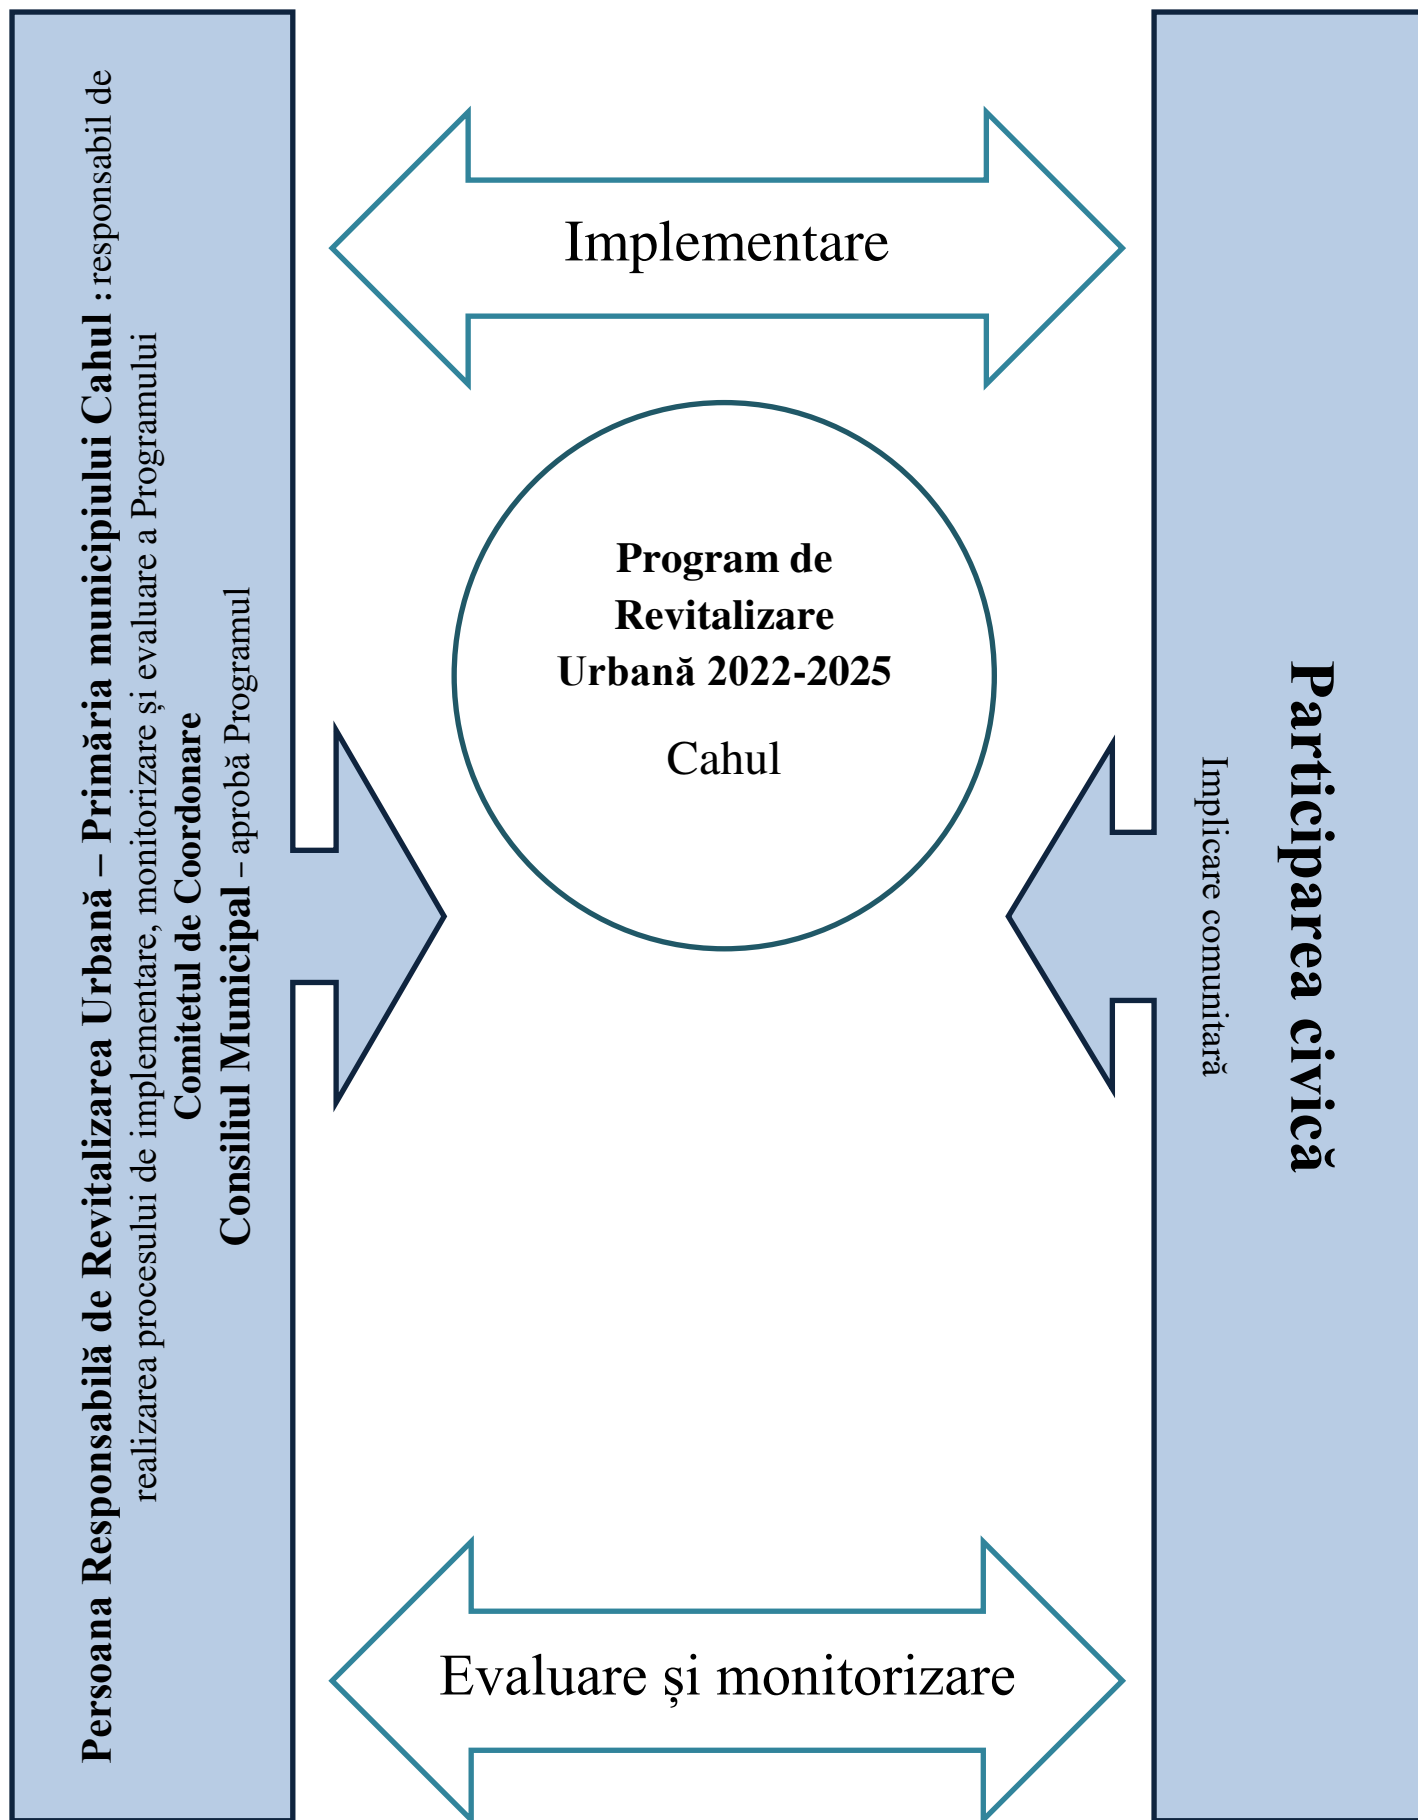 Persoana Responsabilă de Revitalizarea Urbană – Primăria municipiului Cahul : responsabil de
realizarea procesului de implementare, monitorizare și evaluare a Programului
Comitetul de Coordonare
Consiliul Municipal – aprobă Programul
Implementare
Program de
Revitalizare
Urbană 2022-2025
Cahul
Evaluare și monitorizare
Participarea civică
Implicare comunitară